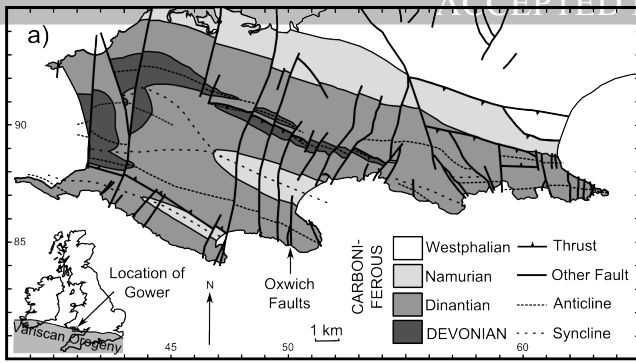 ACCEPTED
a)
90
85
Location of
Gower
Variscan Orogeny
N
Oxwich
Faults
1 km
45
50
60
CARBONI-
FEROUS
Westphalian
Namurian
Dinantian
DEVONIAN
Thrust
Other Fault
Anticline
Syncline